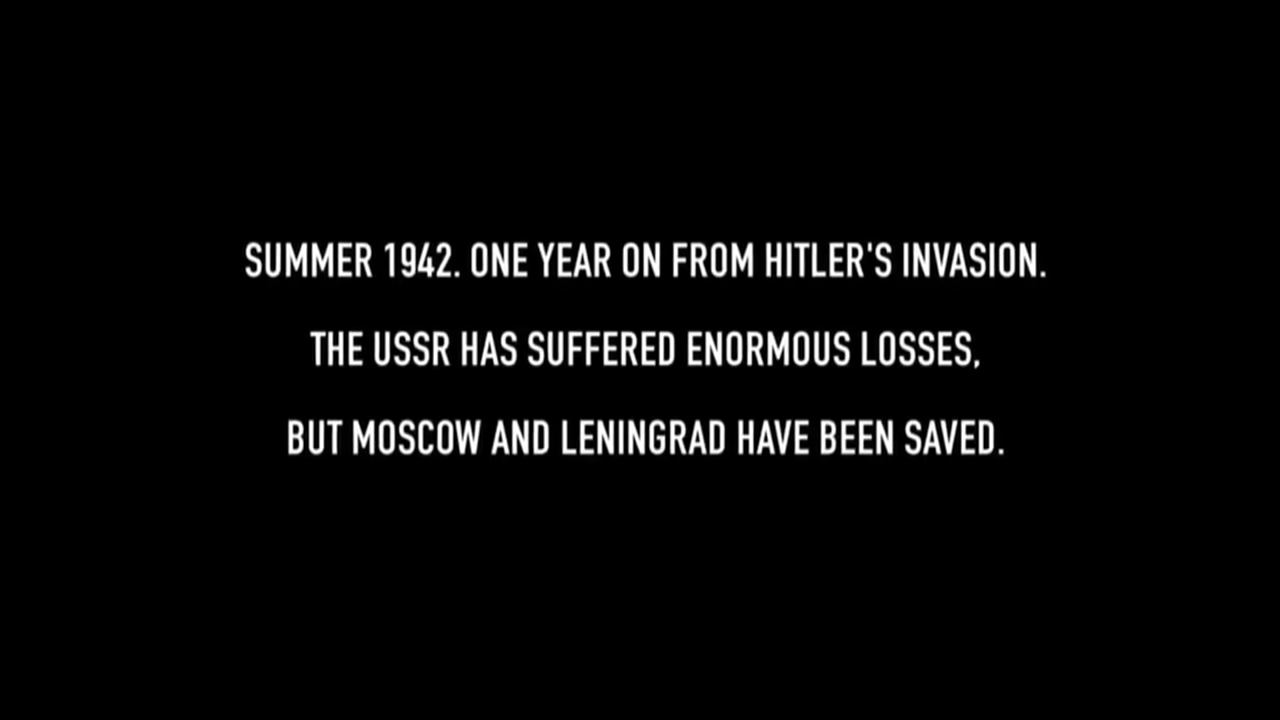 SUMMER 1942. ONE YEAR ON FROM HITLER'S INVASION.
THE USSR HAS SUFFERED ENORMOUS LOSSES,
BUT MOSCOW AND LENINGRAD HAVE BEEN SAVED.